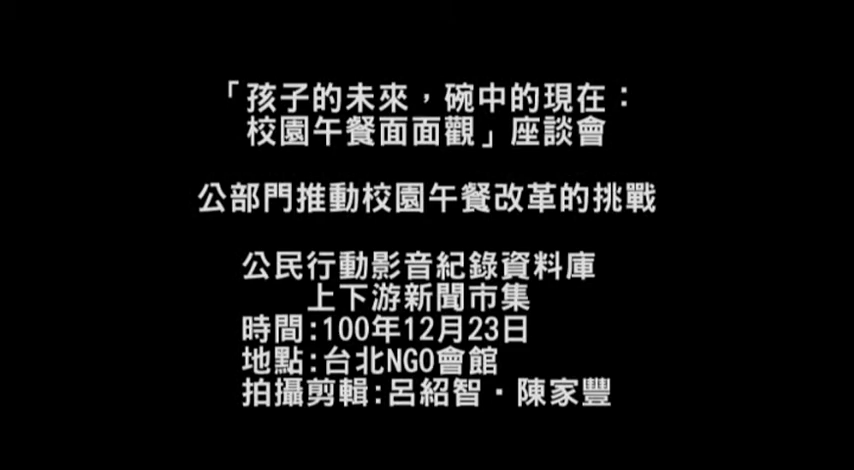 「孩子的未來，碗中的現在：
校園午餐面面觀」座談會
公部門推動校園午餐改革的挑戰
公民行動影音紀錄資料庫
上下游新聞市集
時間:100年12月23日
地點:台北NGO會館
拍攝剪輯:呂紹智·陳家豐